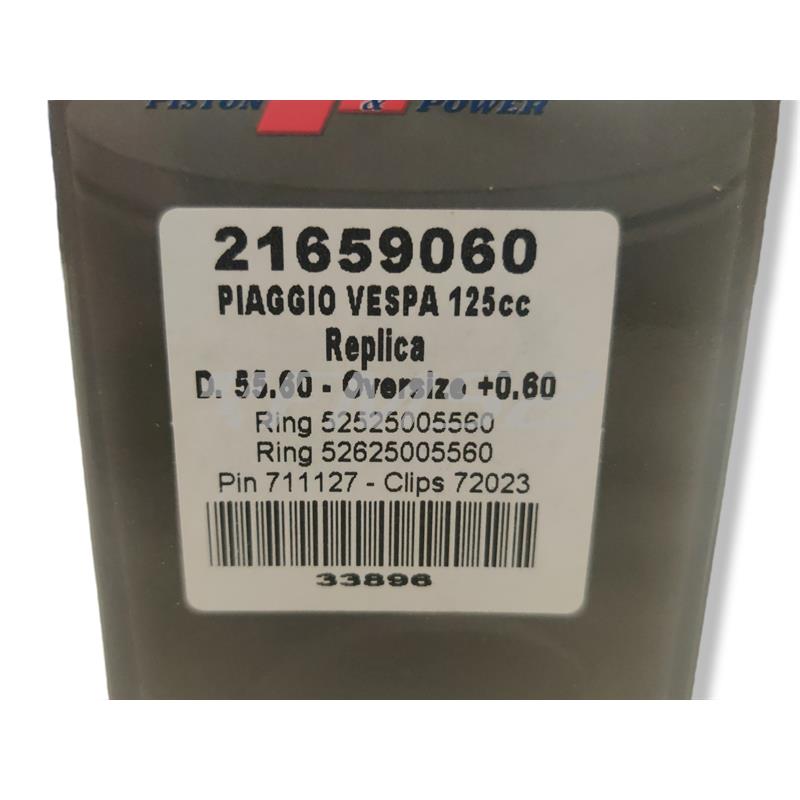 PISTON & POWER
21659060
PIAGGIO VESPA 125cc
Replica
D. 55.60 - Oversize +0.60
Ring 52525005560
Ring 52625005560
Pin 711127 - Clips 72023
33896